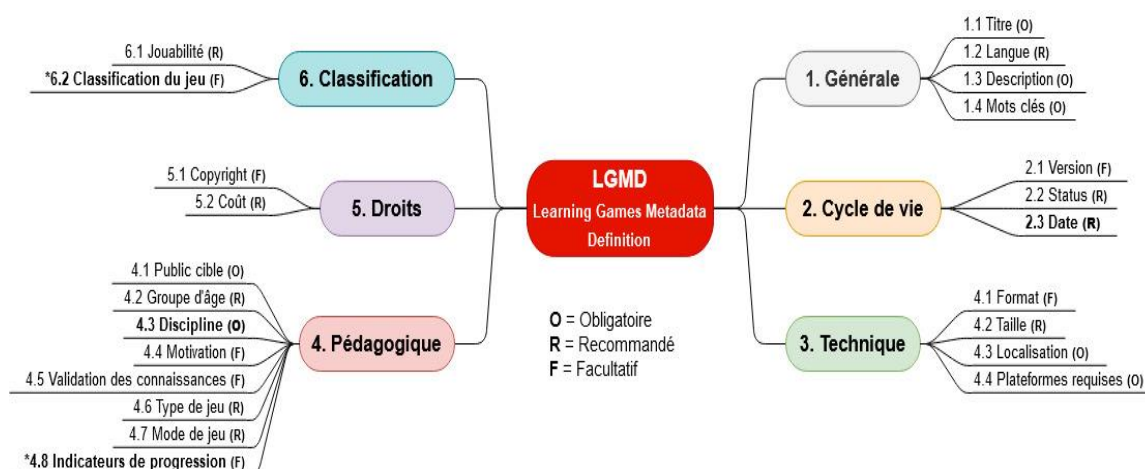 LGMD
Learning Games Metadata
Definition
1. Générale
1.1 Titre (O)
1.2 Langue (R)
1.3 Description (O)
1.4 Mots clés (O)
2. Cycle de vie
2.1 Version (F)
2.2 Status (R)
2.3 Date (R)
3. Technique
4.1 Format (F)
4.2 Taille (R)
4.3 Localisation (O)
4.4 Plateformes requises (O)
4. Pédagogique
4.1 Public cible (O)
4.2 Groupe d'âge (R)
4.3 Discipline (O)
4.4 Motivation (F)
4.5 Validation des connaissances (F)
4.6 Type de jeu (R)
4.7 Mode de jeu (R)
*4.8 Indicateurs de progression (F)
5. Droits
5.1 Copyright (F)
5.2 Coût (R)
6. Classification
6.1 Jouabilité (R)
*6.2 Classification du jeu (F)
O = Obligatoire
R = Recommandé
F = Facultatif